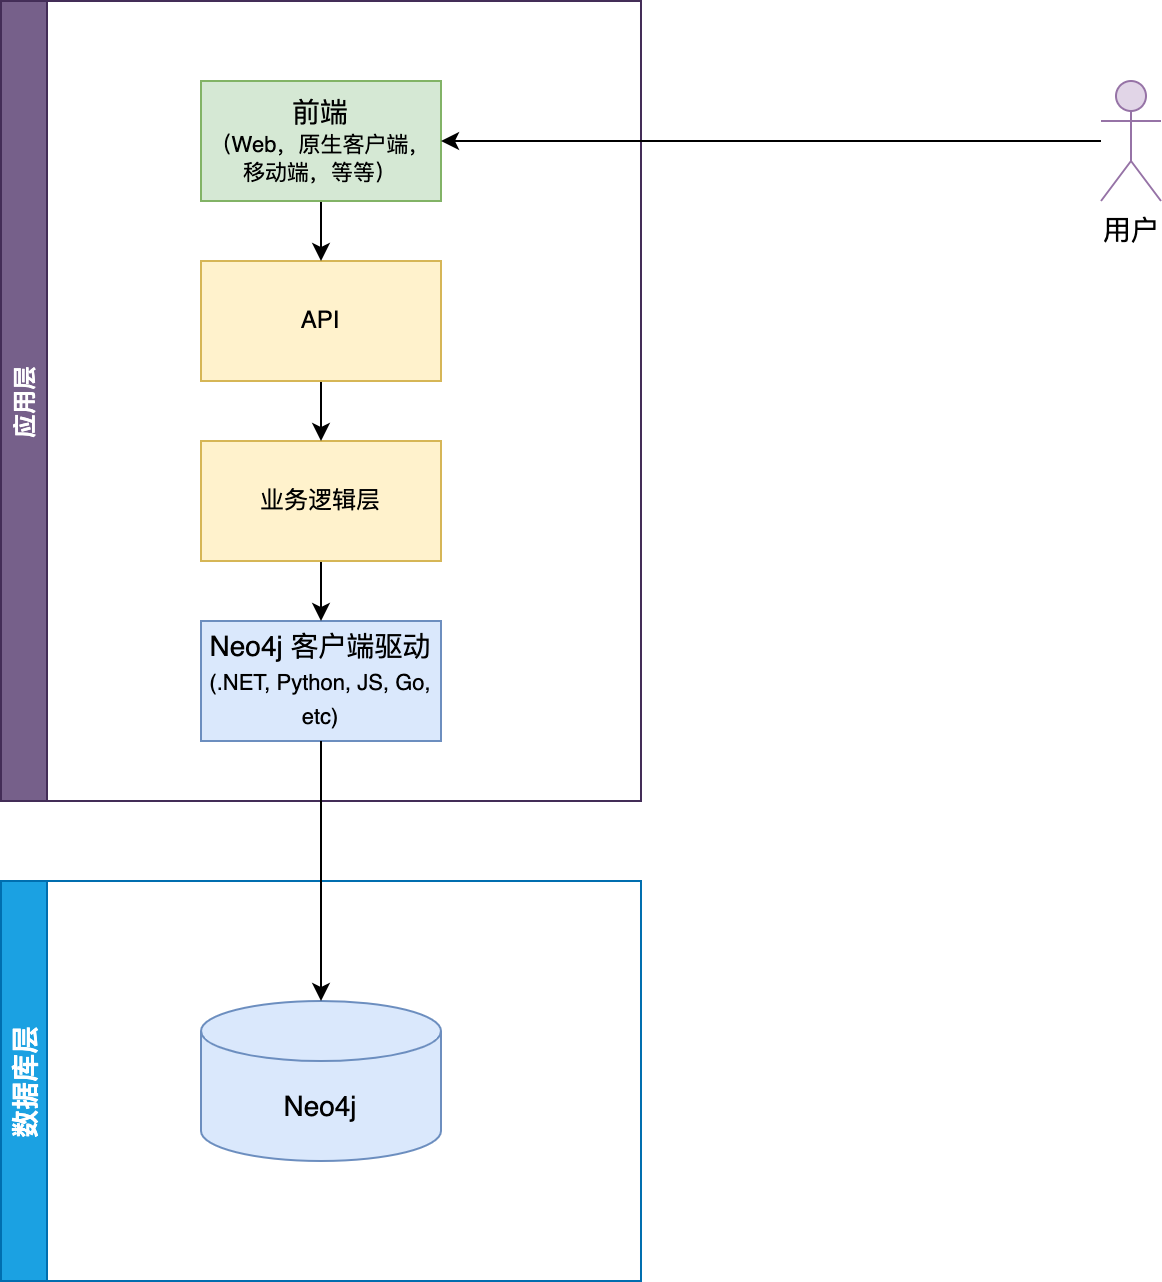 前端
（Web，原生客户端，
移动端，等等）
用户
API
应用层
业务逻辑层
Neo4j 客户端驱动
(.NET, Python, JS, Go,
etc)
数据库层
Neo4j